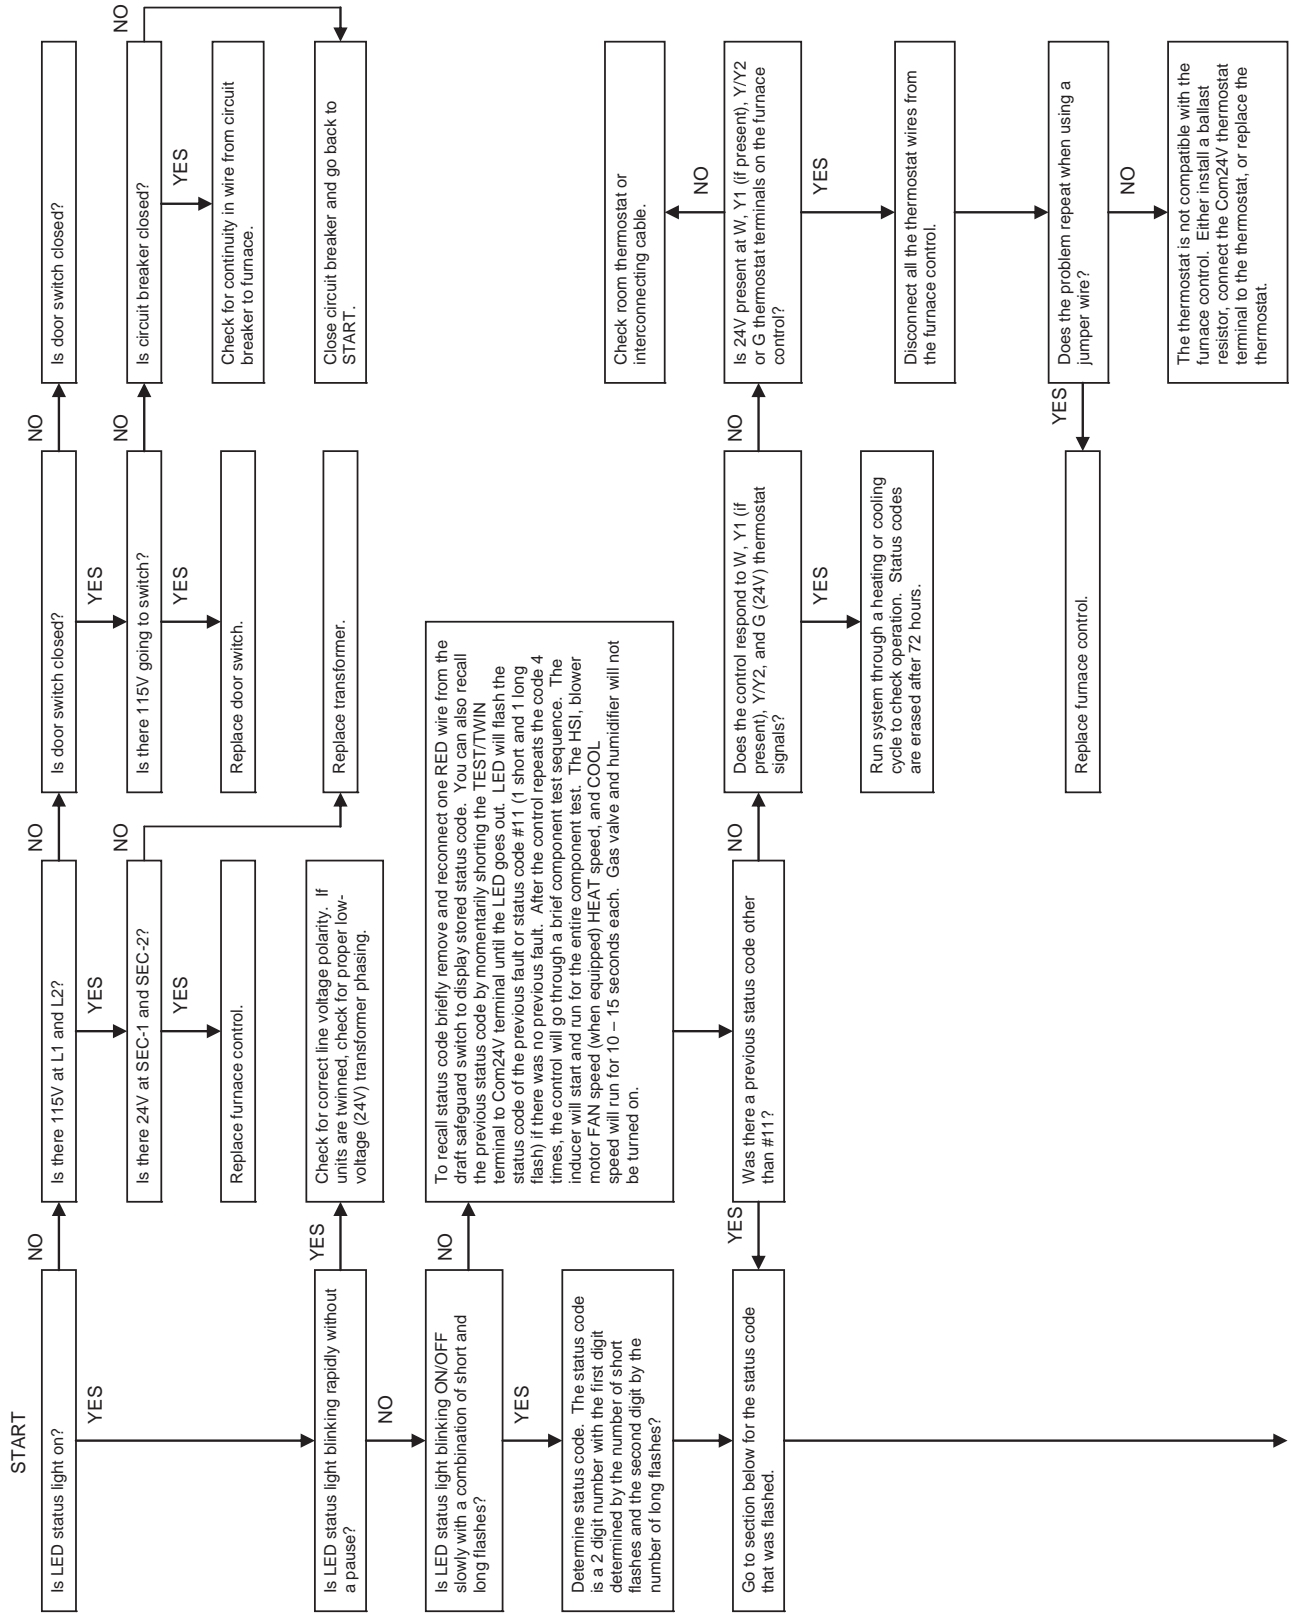 START
Is LED status light on?
NO
YES
Is there 115V at L1 and L2?
NO
YES
Is door switch closed?
NO
YES
Is door switch closed?
Is there 24V at SEC-1 and SEC-2?
NO
YES
Is there 115V going to switch?
NO
YES
Is circuit breaker closed?
NO
YES
Replace furnace control.
Replace door switch.
Check for continuity in wire from circuit
breaker to furnace.
Is LED status light blinking rapidly without
a pause?
YES
NO
Check for correct line voltage polarity. If
units are twinned, check for proper low-
voltage (24V) transformer phasing.
Replace transformer.
Close circuit breaker and go back to
START.
Is LED status light blinking ON/OFF
slowly with a combination of short and
long flashes?
NO
YES
To recall status code briefly remove and reconnect one RED wire from the
draft safeguard switch to display stored status code. You can also recall
the previous status code by momentarily shorting the TEST/TWIN
terminal to Com24V terminal until the LED goes out. LED will flash the
status code of the previous fault or status code #11 (1 short and 1 long
flash) if there was no previous fault. After the control repeats the code 4
times, the control will go through a brief component test sequence. The
inducer will start and run for the entire component test. The HSI, blower
motor FAN speed (when equipped) HEAT speed, and COOL
speed will run for 10 – 15 seconds each. Gas valve and humidifier will not
be turned on.
Determine status code. The status code
is a 2 digit number with the first digit
determined by the number of short
flashes and the second digit by the
number of long flashes?
Check room thermostat or
interconnecting cable.
NO
Go to section below for the status code
that was flashed.
YES
Was there a previous status code other
than #11?
NO
Does the control respond to W, Y1 (if
present), Y/Y2, and G (24V) thermostat
signals?
NO
YES
Is 24V present at W, Y1 (if present), Y/Y2
or G thermostat terminals on the furnace
control?
YES
Run system through a heating or cooling
cycle to check operation. Status codes
are erased after 72 hours.
Disconnect all the thermostat wires from
the furnace control.
Replace furnace control.
YES
Does the problem repeat when using a
jumper wire?
NO
The thermostat is not compatible with the
furnace control. Either install a ballast
resistor, connect the Com24V thermostat
terminal to the thermostat, or replace the
thermostat.